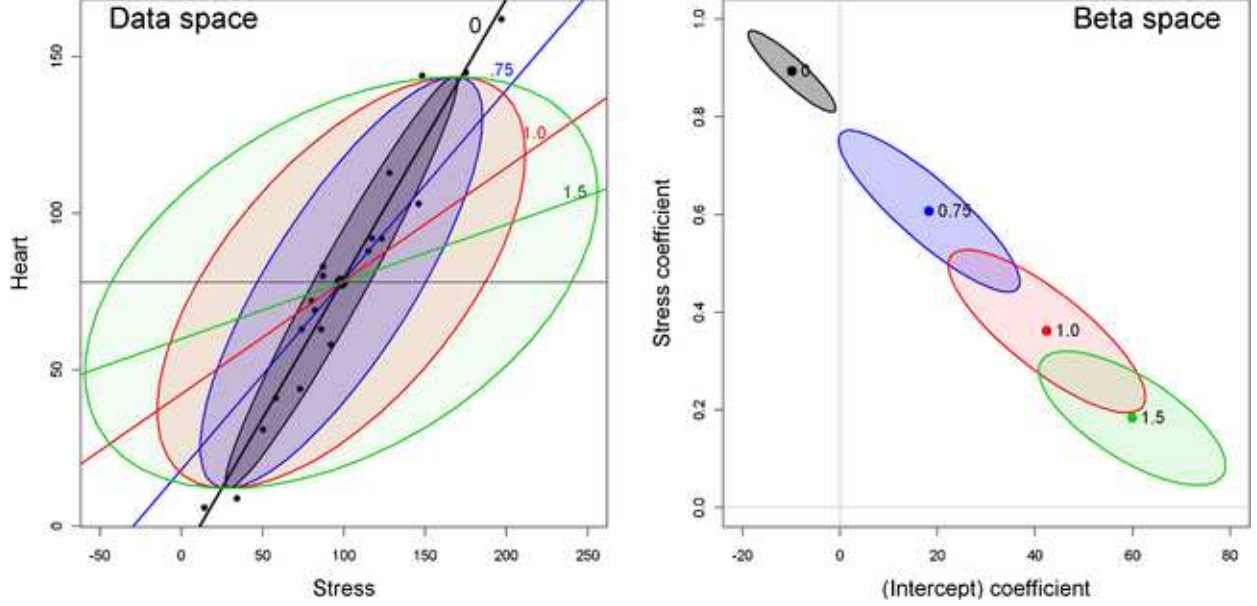 Data space
0
.75
1.0
1.5
150
100
50
0
Heart
-50 0 50 100 150 200 250
Stress
Beta space
0
0.75
1.0
1.5
1.0
0.8
0.6
0.4
0.2
0.0
Stress coefficient
-20 0 20 40 60 80
(Intercept) coefficient